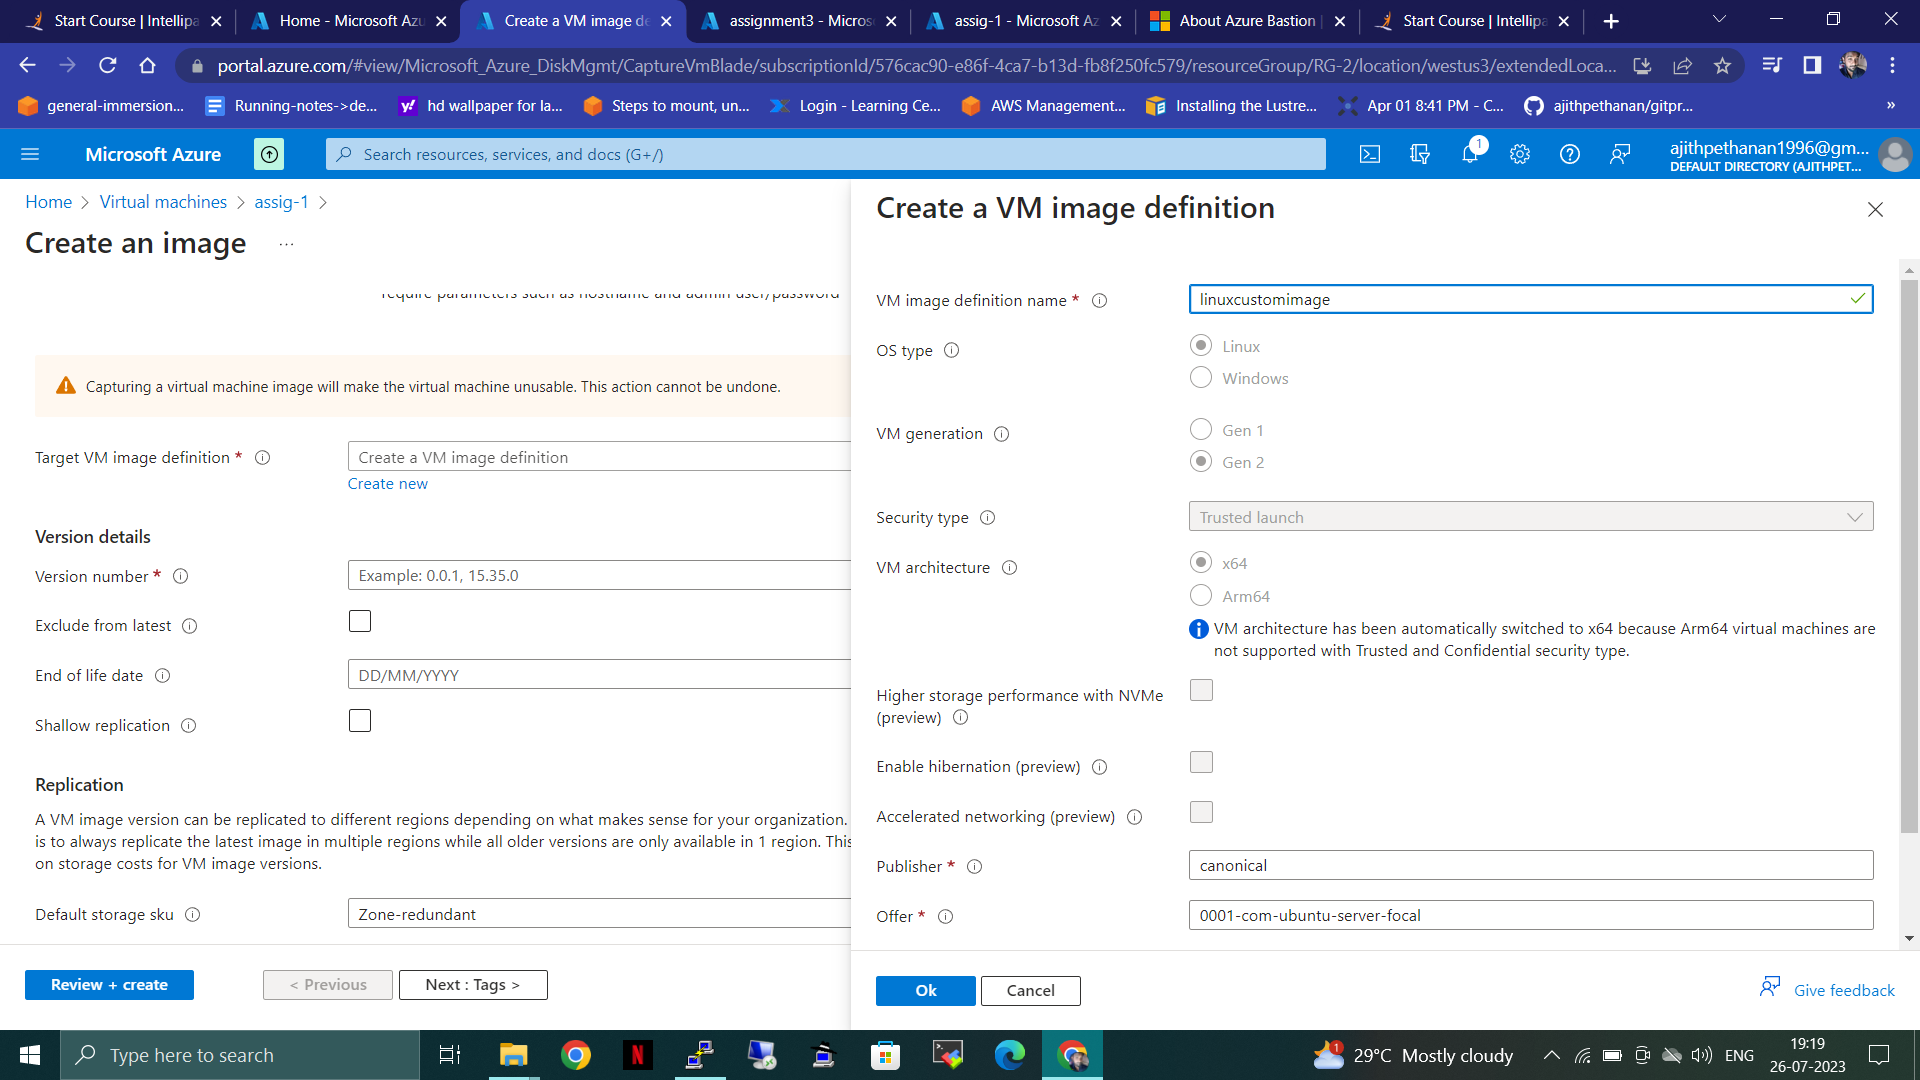 Start Course | Intellipa
Home - Microsoft Azu
Create a VM image de
assignment3 - Micros
assig-1 - Microsoft Az
About Azure Bastion |
Start Course | Intellipa
portal.azure.com/#view/Microsoft_Azure_DiskMgmt/CaptureVmBlade/subscriptionId/576cac90-e86f-4ca7-b13d-fb8f250fc579/resourceGroup/RG-2/location/westus3/extendedLoca...
general-immersion...
Running-notes->de...
hd wallpaper for la...
Steps to mount, un...
Login - Learning Ce...
AWS Management...
Installing the Lustre...
Apr 01 8:41 PM - C...
ajithpethanan/gitpr...
»
Microsoft Azure
Search resources, services, and docs (G+/)
1
ajithpethanan1996@gm...
DEFAULT DIRECTORY (AJITHPET...
Home > Virtual machines > assig-1 >
Create an image ...
require parameters such as hostname and admin user/password
Capturing a virtual machine image will make the virtual machine unusable. This action cannot be undone.
Target VM image definition *
Create a VM image definition
Create new
Version details
Version number *
Example: 0.0.1, 15.35.0
Exclude from latest
End of life date
DD/MM/YYYY
Shallow replication
Replication
A VM image version can be replicated to different regions depending on what makes sense for your organization.
is to always replicate the latest image in multiple regions while all older versions are only available in 1 region. This
on storage costs for VM image versions.
Default storage sku
Zone-redundant
Review + create
< Previous
Next : Tags >
Create a VM image definition
VM image definition name *
linuxcustomimage
OS type
Linux
Windows
VM generation
Gen 1
Gen 2
Security type
Trusted launch
VM architecture
x64
Arm64
VM architecture has been automatically switched to x64 because Arm64 virtual machines are
not supported with Trusted and Confidential security type.
Higher storage performance with NVMe
(preview)
Enable hibernation (preview)
Accelerated networking (preview)
Publisher *
canonical
Offer *
0001-com-ubuntu-server-focal
Ok
Cancel
Give feedback
Type here to search
1
29°C Mostly cloudy
ENG
19:19
26-07-2023